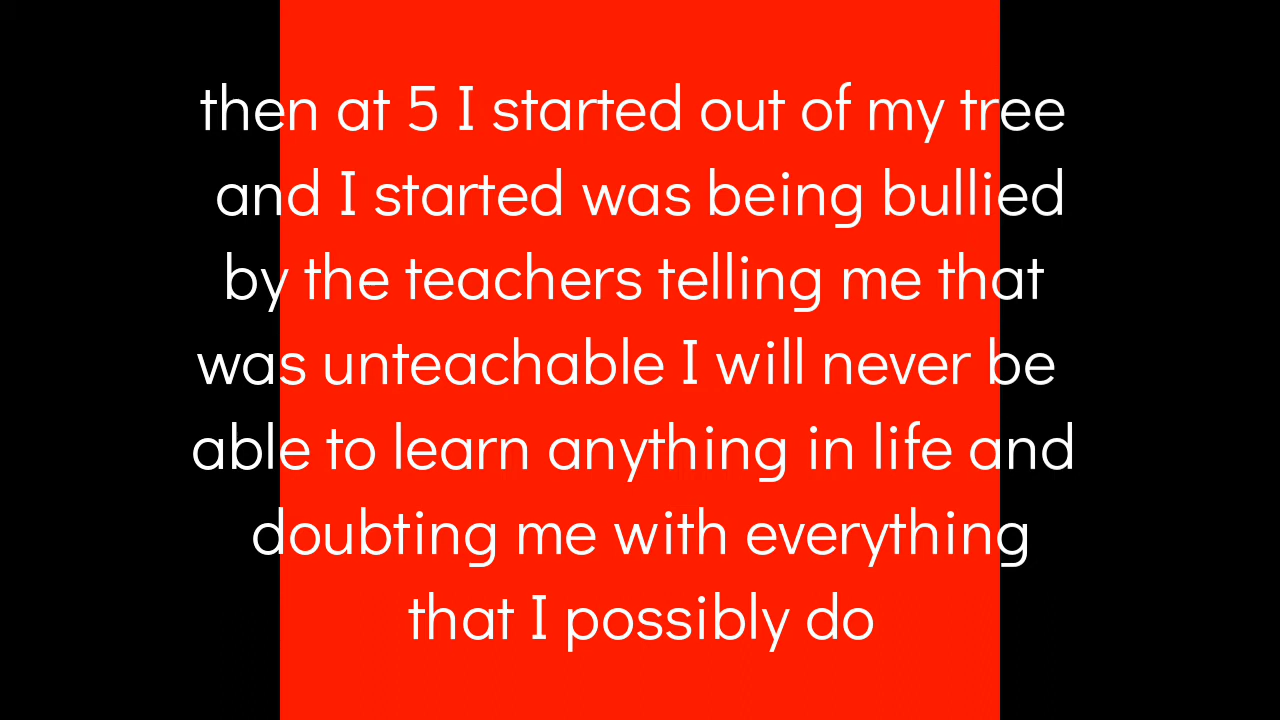 then at 5 I started out of my tree
and I started was being bullied
by the teachers telling me that
was unteachable I will never be
able to learn anything in life and
doubting me with everything
that I possibly do